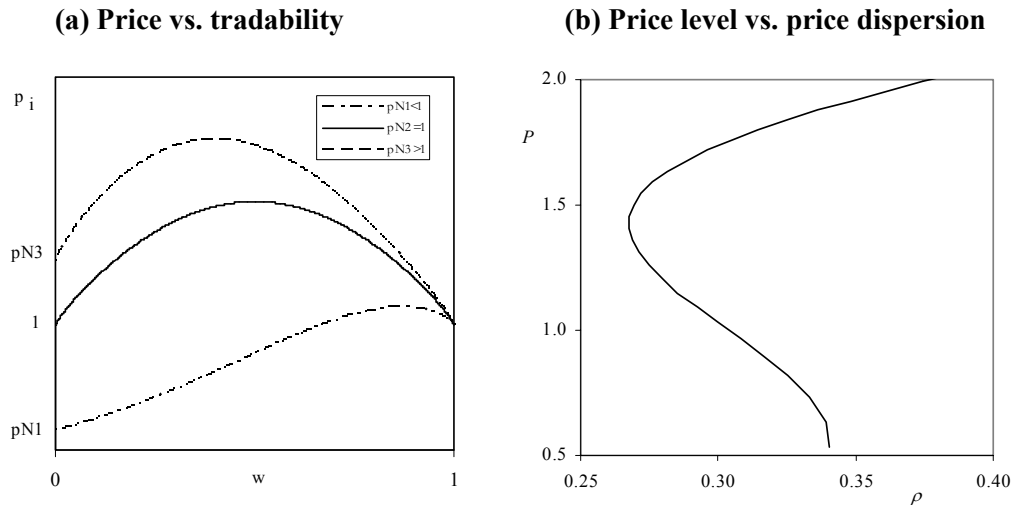 (a) Price vs. tradability
p i
pN1<1
pN2=1
pN3>1
pN3
1
pN1
0
w
1
(b) Price level vs. price dispersion
2.0
P
1.5
1.0
0.5
0.25
0.30
0.35
0.40
ρ